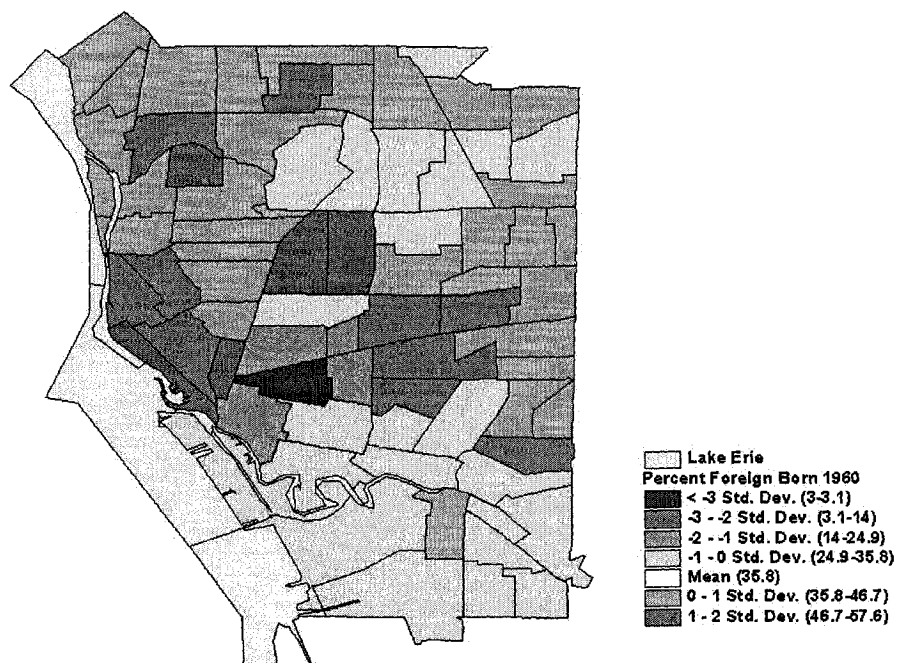 Lake Erie
Percent Foreign Born 1960
< -3 Std. Dev. (3-3.1)
-3 - -2 Std. Dev. (3.1-14)
-2 - -1 Std. Dev. (14-24.9)
-1 - 0 Std. Dev. (24.9-35.8)
Mean (35.8)
0 - 1 Std. Dev. (35.8-46.7)
1 - 2 Std. Dev. (46.7-57.6)